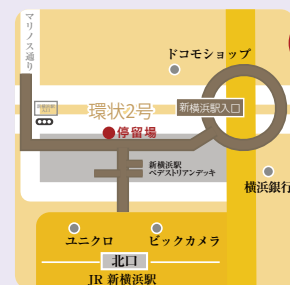 マリノス通り
ドコモショップ
環状2号
新横浜駅入口
停留場
新横浜駅
ペデストリアンデッキ
横浜銀行
ユニクロ
ビックカメラ
北口
JR 新横浜駅